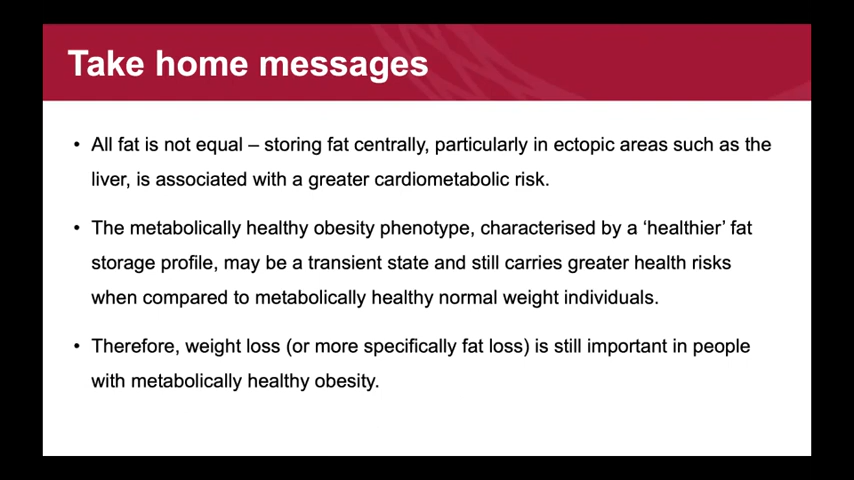 Take home messages
• All fat is not equal – storing fat centrally, particularly in ectopic areas such as the
liver, is associated with a greater cardiometabolic risk.
• The metabolically healthy obesity phenotype, characterised by a ‘healthier’ fat
storage profile, may be a transient state and still carries greater health risks
when compared to metabolically healthy normal weight individuals.
• Therefore, weight loss (or more specifically fat loss) is still important in people
with metabolically healthy obesity.